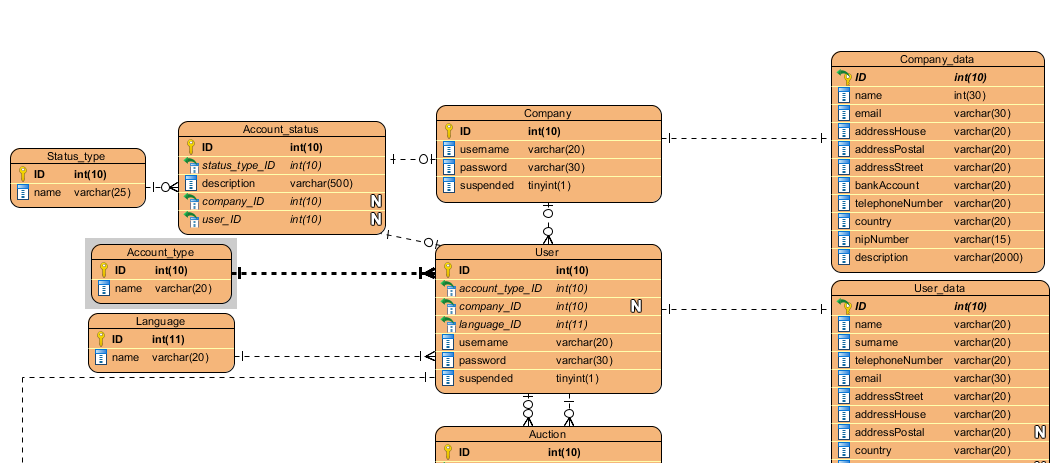 Status_type
ID int(10)
name varchar(25)
Account_status
ID int(10)
status_type_ID int(10)
description varchar(500)
company_ID int(10) N
user_ID int(10) N
Company
ID int(10)
username varchar(20)
password varchar(30)
suspended tinyint(1)
Company_data
ID int(10)
name int(30)
email varchar(30)
addressHouse varchar(20)
addressPostal varchar(20)
addressStreet varchar(20)
bankAccount varchar(20)
telephoneNumber varchar(20)
country varchar(20)
nipNumber varchar(15)
description varchar(2000)
Account_type
ID int(10)
name varchar(20)
Language
ID int(11)
name varchar(20)
User
ID int(10)
account_type_ID int(10)
company_ID int(10) N
language_ID int(11)
username varchar(20)
password varchar(30)
suspended tinyint(1)
User_data
ID int(10)
name varchar(20)
surname varchar(20)
telephoneNumber varchar(20)
email varchar(30)
addressStreet varchar(20)
addressHouse varchar(20)
addressPostal varchar(20) N
country varchar(20)
Auction
ID int(10)